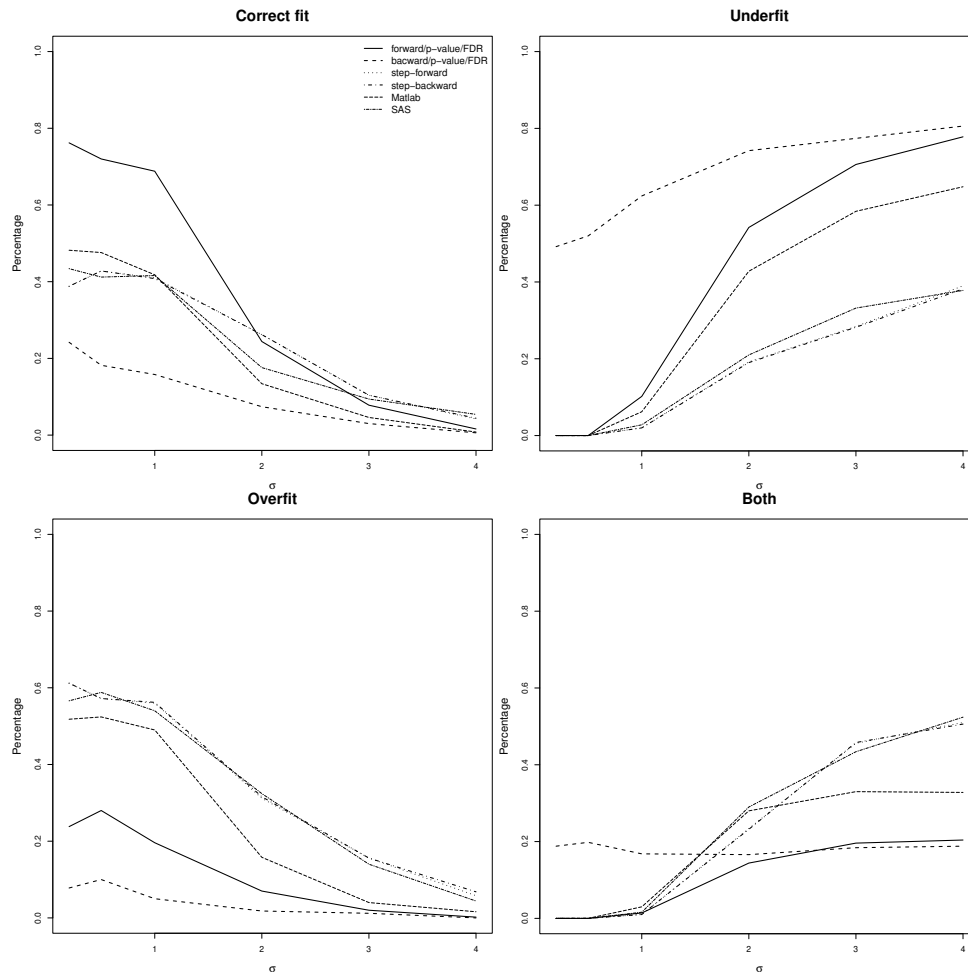 Correct fit
Percentage
0.0 0.2 0.4 0.6 0.8 1.0
forward/p−value/FDR
bacward/p−value/FDR
step−forward
step−backward
Matlab
SAS
1 2 3 4
σ
Underfit
Percentage
0.0 0.2 0.4 0.6 0.8 1.0
1 2 3 4
σ
Overfit
Percentage
0.0 0.2 0.4 0.6 0.8 1.0
1 2 3 4
σ
Both
Percentage
0.0 0.2 0.4 0.6 0.8 1.0
1 2 3 4
σ